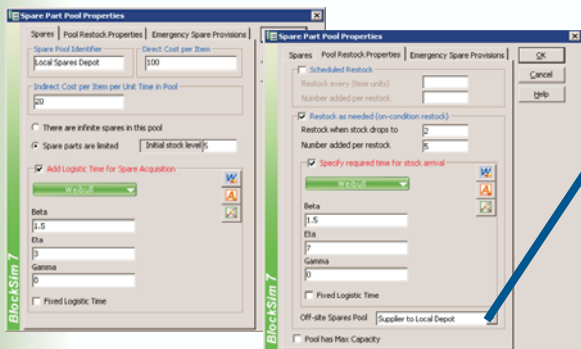 Spare Part Pool Properties
Spares
Pool Restock Properties
Emergency Spare Provisions
Spare Pool Identifier
Direct Cost per Item
Local Spares Depot
100
Indirect Cost per Item per Unit Time in Pool
20
There are infinite spares in this pool
Spare parts are limited
Initial stock level
5
Add Logistic Time for Spare Acquisition
Weibull
Beta
1.5
Eta
3
Gamma
0
Fixed Logistic Time
BlockSim 7
Spare Part Pool Properties
Spares
Pool Restock Properties
Emergency Spare Provisions
OK
Cancel
Help
Scheduled Restock
Restock every (time units)
Number added per restock
Restock as needed (on-condition restock)
Restock when stock drops to
2
Number added per restock
5
Specify required time for stock arrival
Weibull
Beta
1.5
Eta
7
Gamma
0
Fixed Logistic Time
Off-site Spares Pool
Supplier to Local Depot
Pool has Max Capacity
BlockSim 7